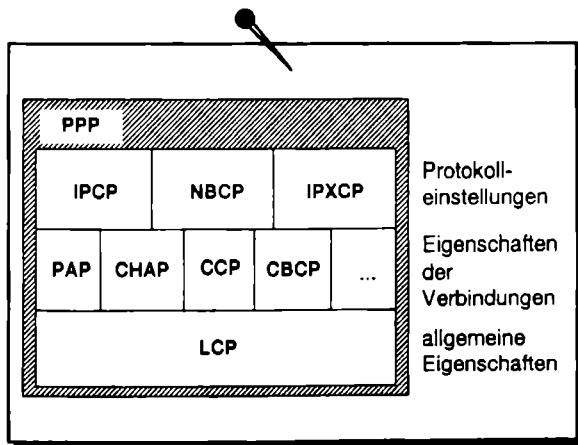 PPP
IPCP NBCP IPXCP
Protokoll-
einstellungen
PAP CHAP CCP CBCP ...
Eigenschaften
der
Verbindungen
LCP
allgemeine
Eigenschaften